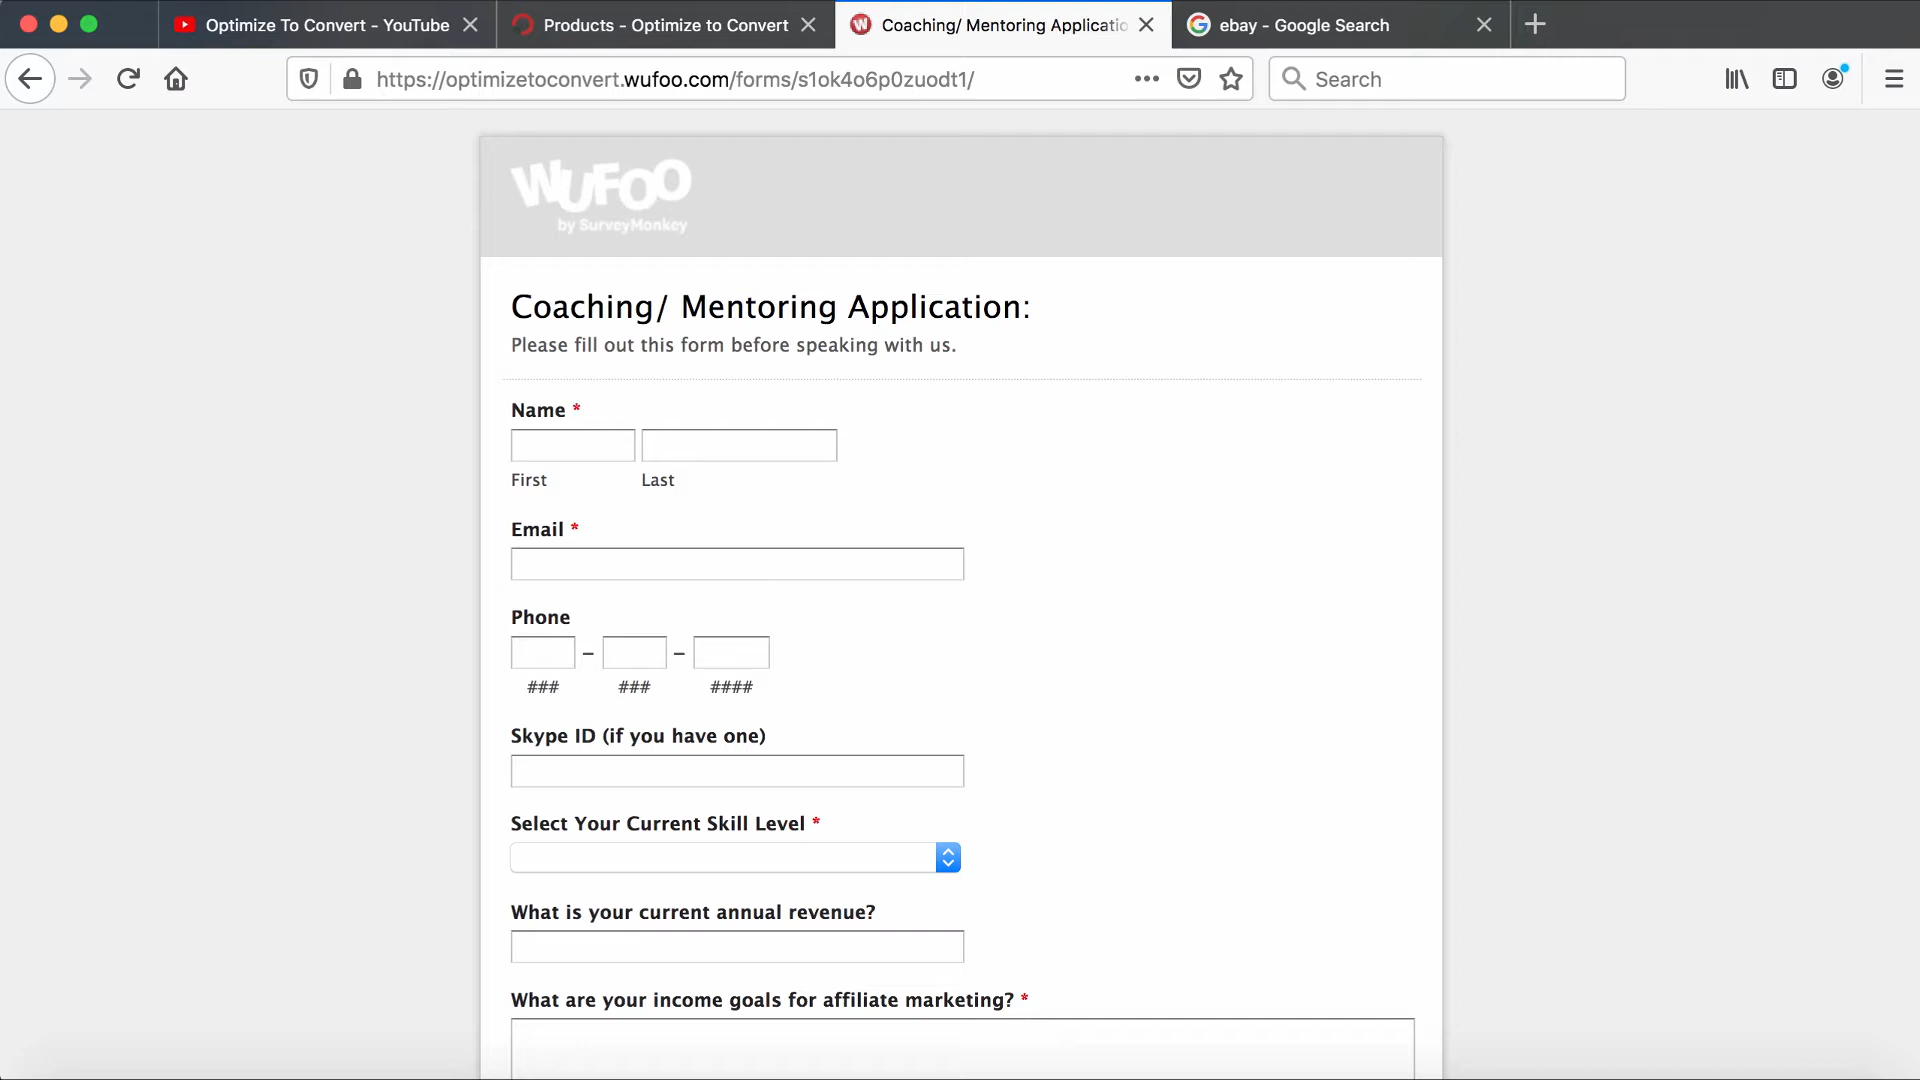 Optimize To Convert - YouTube
Products - Optimize to Convert
Coaching/ Mentoring Applicatio
ebay - Google Search
https://optimizetoconvert.wufoo.com/forms/s1ok4o6p0zuodt1/
Search
WUFOO
by SurveyMonkey
Coaching/ Mentoring Application:
Please fill out this form before speaking with us.
Name *
First Last
Email *
Phone
– –
### ### ####
Skype ID (if you have one)
Select Your Current Skill Level *
What is your current annual revenue?
What are your income goals for affiliate marketing? *